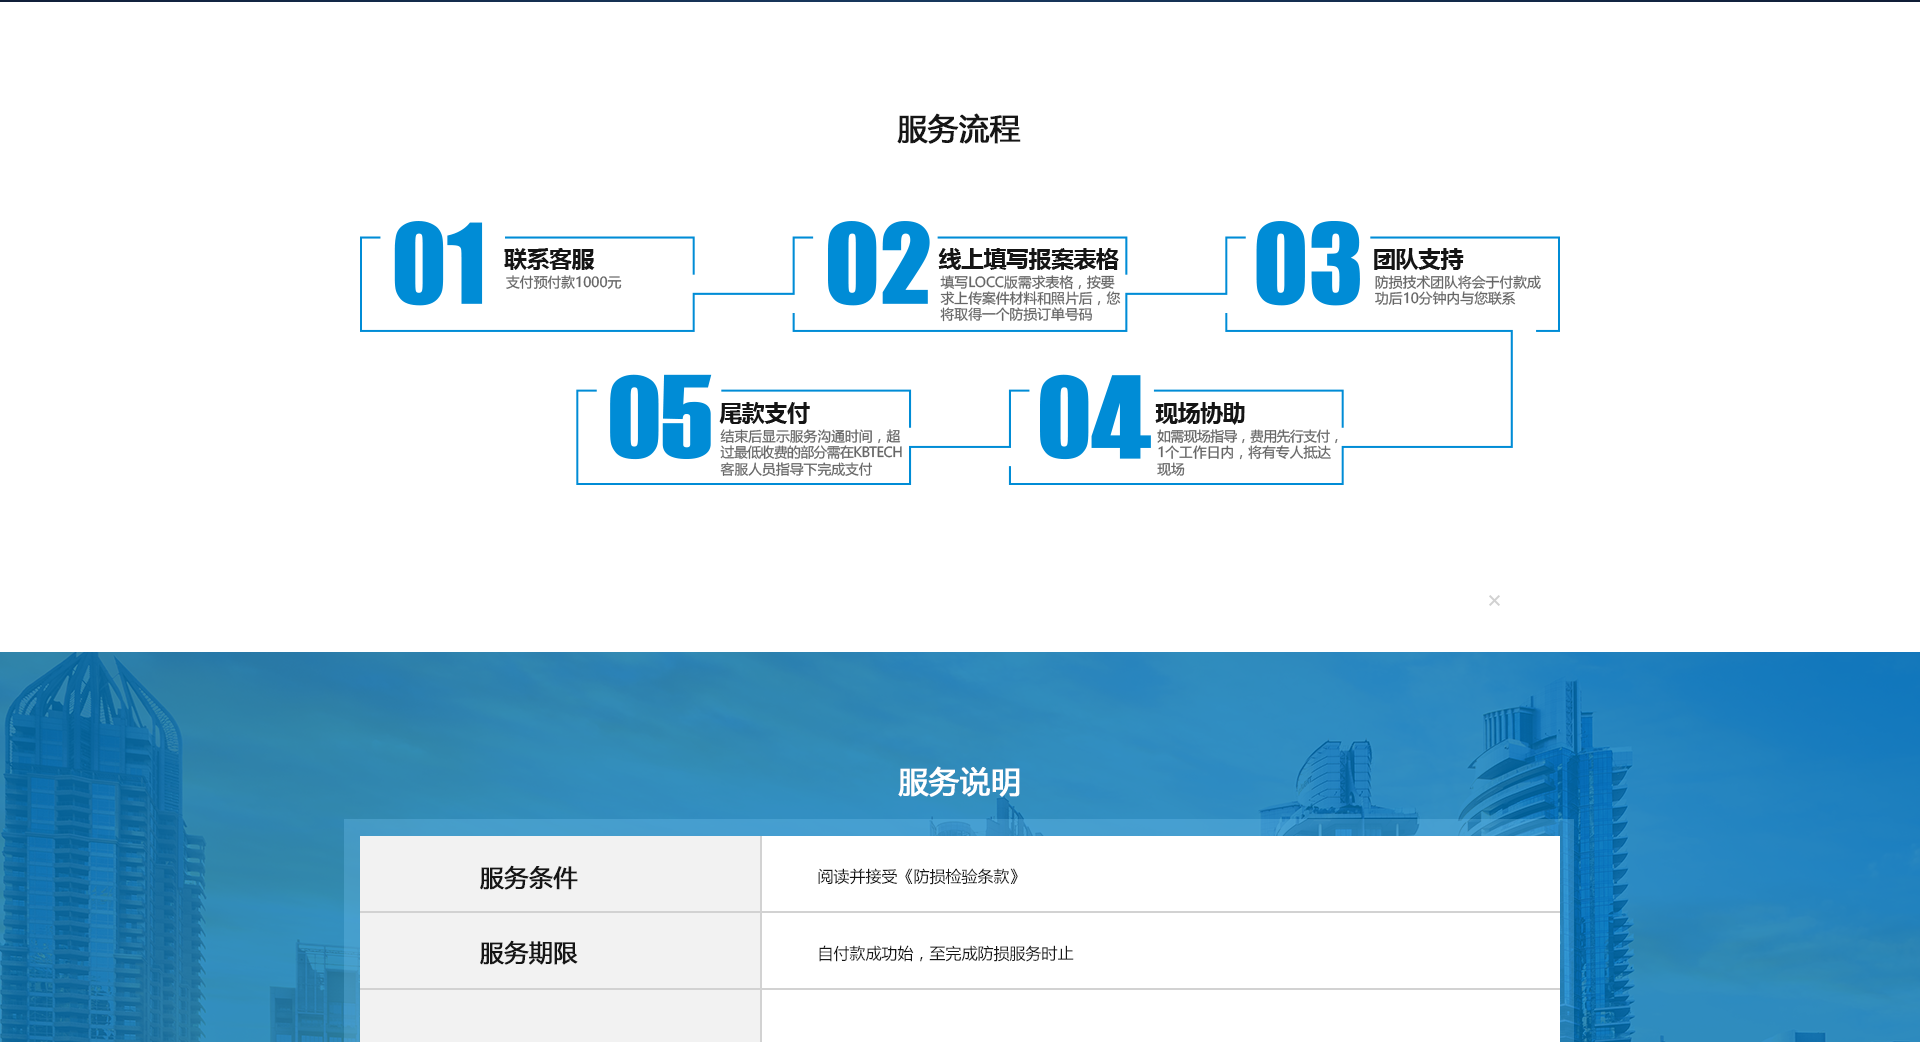 服务流程
01
联系客服
支付预付款1000元
02
线上填写报案表格
填写LOCC版需求表格，按要
求上传案件材料和照片后，您
将取得一个防损订单号码
03
团队支持
防损技术团队将会于付款成
功后10分钟内与您联系
04
现场协助
如需现场指导，费用先行支付，
1个工作日内，将有专人抵达
现场
05
尾款支付
结束后显示服务沟通时间，超
过最低收费的部分需在KBTECH
客服人员指导下完成支付
×
服务说明
服务条件
阅读并接受《防损检验条款》
服务期限
自付款成功始，至完成防损服务时止